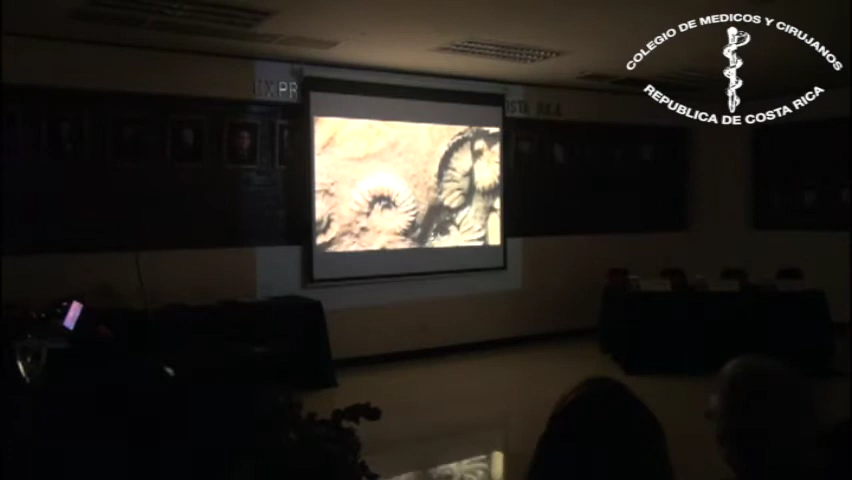 COLEGIO DE MEDICOS Y CIRUJANOS
REPUBLICA DE COSTA RICA